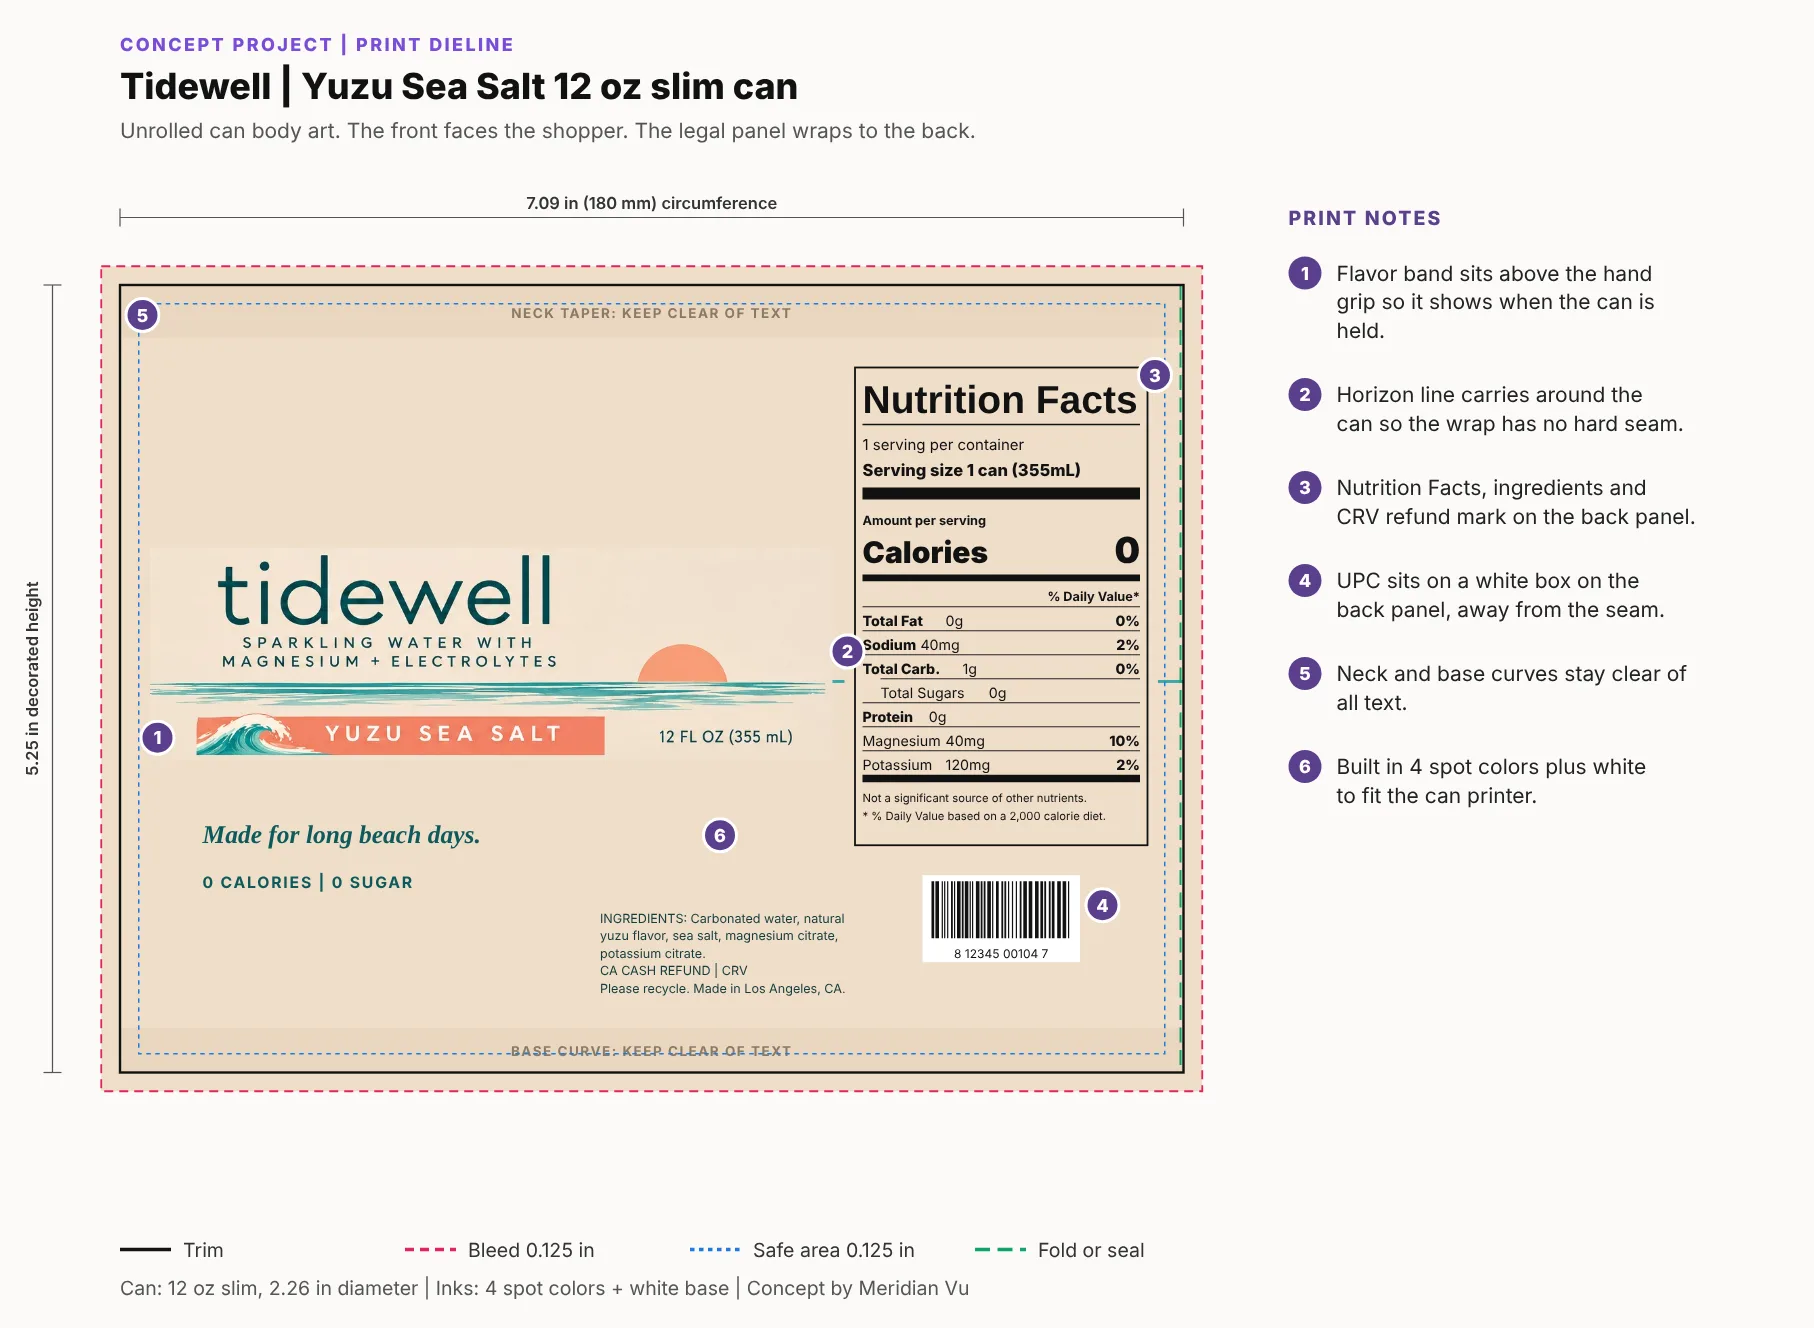 CONCEPT PROJECT | PRINT DIELINE
Tidewell | Yuzu Sea Salt 12 oz slim can
Unrolled can body art. The front faces the shopper. The legal panel wraps to the back.
7.09 in (180 mm) circumference
5.25 in decorated height
5
NECK TAPER: KEEP CLEAR OF TEXT
tidewell
SPARKLING WATER WITH
MAGNESIUM + ELECTROLYTES
1
YUZU SEA SALT
12 FL OZ (355 mL)
Made for long beach days.
6
0 CALORIES | 0 SUGAR
INGREDIENTS: Carbonated water, natural
yuzu flavor, sea salt, magnesium citrate,
potassium citrate.
CA CASH REFUND | CRV
Please recycle. Made in Los Angeles, CA.
3
Nutrition Facts
1 serving per container
Serving size 1 can (355mL)
Amount per serving
Calories 0
% Daily Value*
Total Fat 0g 0%
2
Sodium 40mg 2%
Total Carb. 1g 0%
Total Sugars 0g
Protein 0g
Magnesium 40mg 10%
Potassium 120mg 2%
Not a significant source of other nutrients.
* % Daily Value based on a 2,000 calorie diet.
4
8 12345 00104 7
BASE CURVE: KEEP CLEAR OF TEXT
PRINT NOTES
1 Flavor band sits above the hand
grip so it shows when the can is
held.
2 Horizon line carries around the
can so the wrap has no hard seam.
3 Nutrition Facts, ingredients and
CRV refund mark on the back panel.
4 UPC sits on a white box on the
back panel, away from the seam.
5 Neck and base curves stay clear of
all text.
6 Built in 4 spot colors plus white
to fit the can printer.
Trim
Bleed 0.125 in
Safe area 0.125 in
Fold or seal
Can: 12 oz slim, 2.26 in diameter | Inks: 4 spot colors + white base | Concept by Meridian Vu